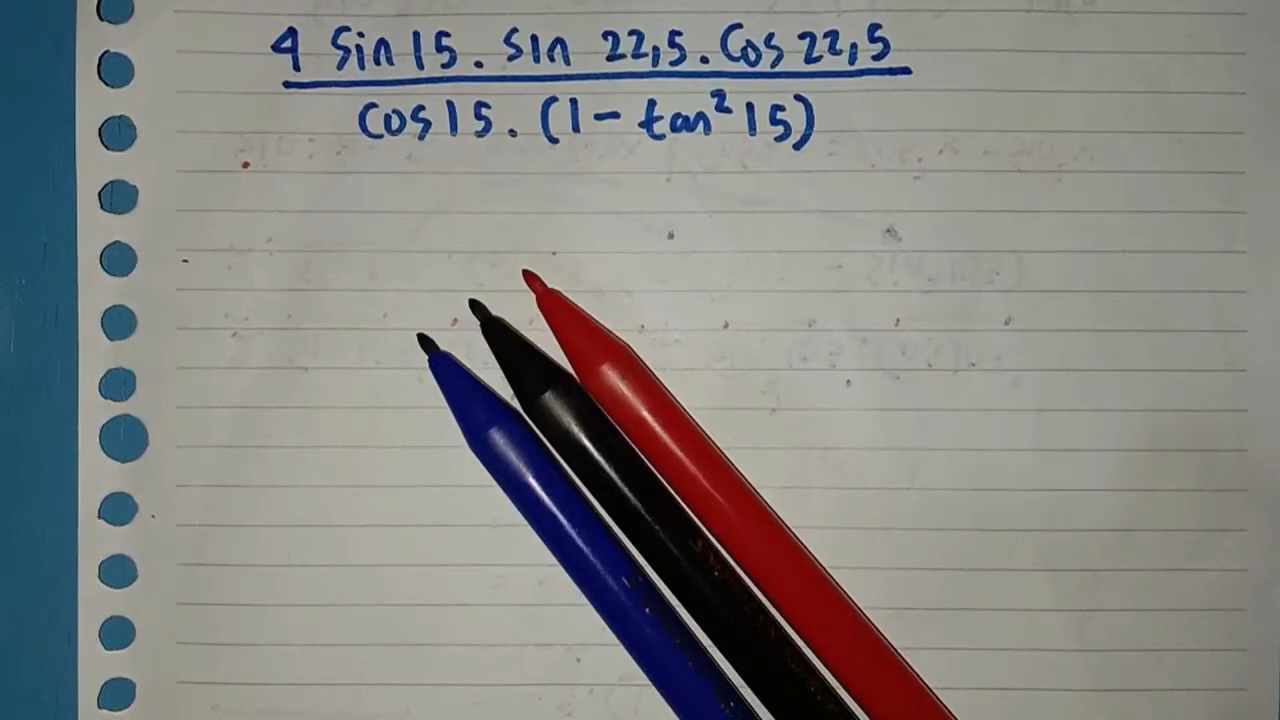 4 Sin 15 . sin 22,5 . Cos 22,5
cos 15 . (1 - tan² 15)